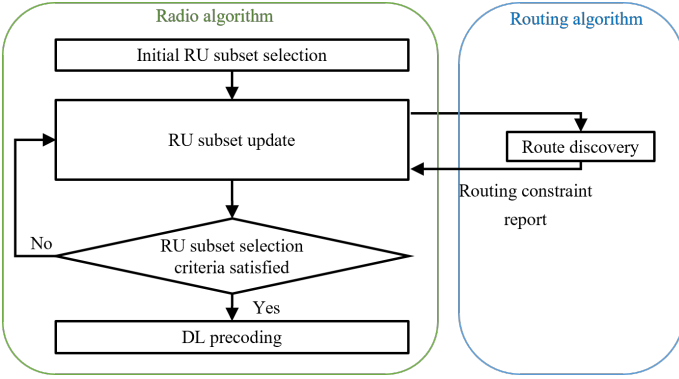 Radio algorithm
Routing algorithm
Initial RU subset selection
RU subset update
Route discovery
Routing constraint
report
No
RU subset selection
criteria satisfied
Yes
DL precoding